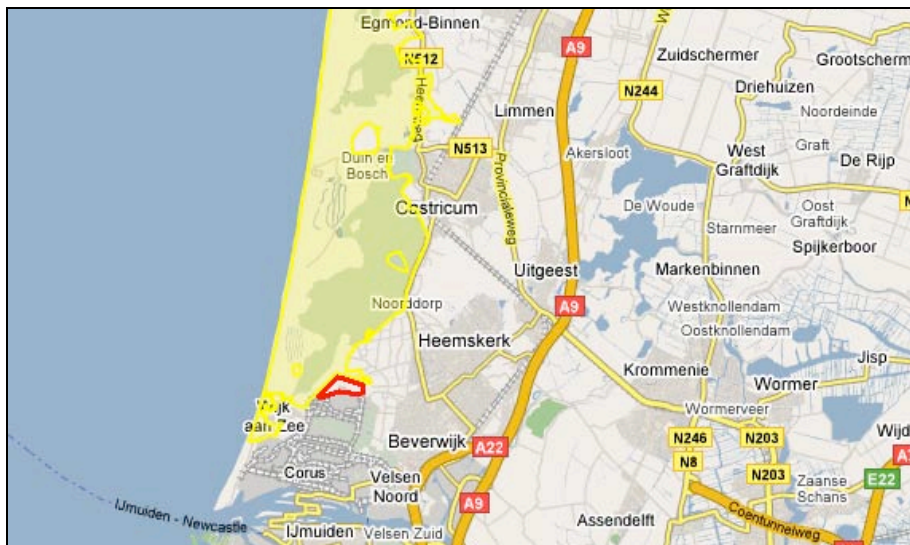 Egmond-Binnen
A9
Zuidschermer
Grootscherm
N512
Driehuizen
N244
Heereweg
Limmen
Noordeinde
N513
Akersloot
Graft
West
Graftdijk
De Rijp
Duin en
Bosch
Provincialeweg
Castricum
De Woude
Oost
Graftdijk
Starnmeer
Spijkerboor
Uitgeest
Markenbinnen
Noorddorp
A9
Westknollendam
Oostknollendam
Heemskerk
Krommenie
Jisp
Wormer
Wijk
aan Zee
Wormerveer
Beverwijk
A22
N246
N203
Wijd
N8
Corus
Velsen
Noord
N203
E22
Zaanse
Schans
A9
IJmuiden - Newcastle
IJmuiden
Velsen Zuid
Assendelft
Coentunnelweg